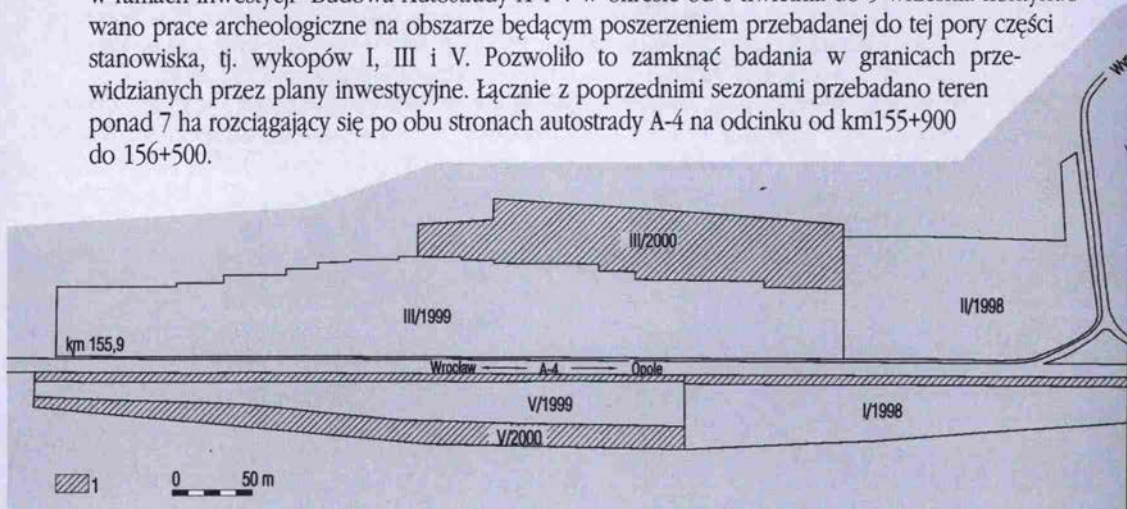 wano prace archeologiczne na obszarze będącym poszerzeniem przebadanej do tej pory części
stanowiska, tj. wykopów I, III i V. Pozwoliło to zamknąć badania w granicach prze-
widzianych przez plany inwestycyjne. Łącznie z poprzednimi sezonami przebadano teren
ponad 7 ha rozciągający się po obu stronach autostrady A-4 na odcinku od km155+900
do 156+500.
III/2000
III/1999
II/1998
km 155,9
Wrocław A-4 Opole
V/1999
I/1998
V/2000
1
0 50 m